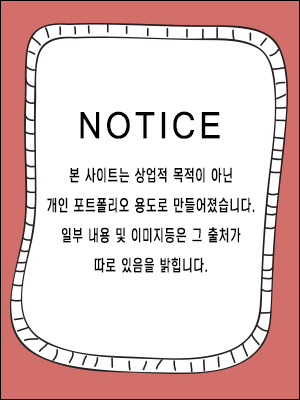 NOTICE
본 사이트는 상업적 목적이 아닌
개인 포트폴리오 용도로 만들어졌습니다.
일부 내용 및 이미지등은 그 출처가
따로 있음을 밝힙니다.